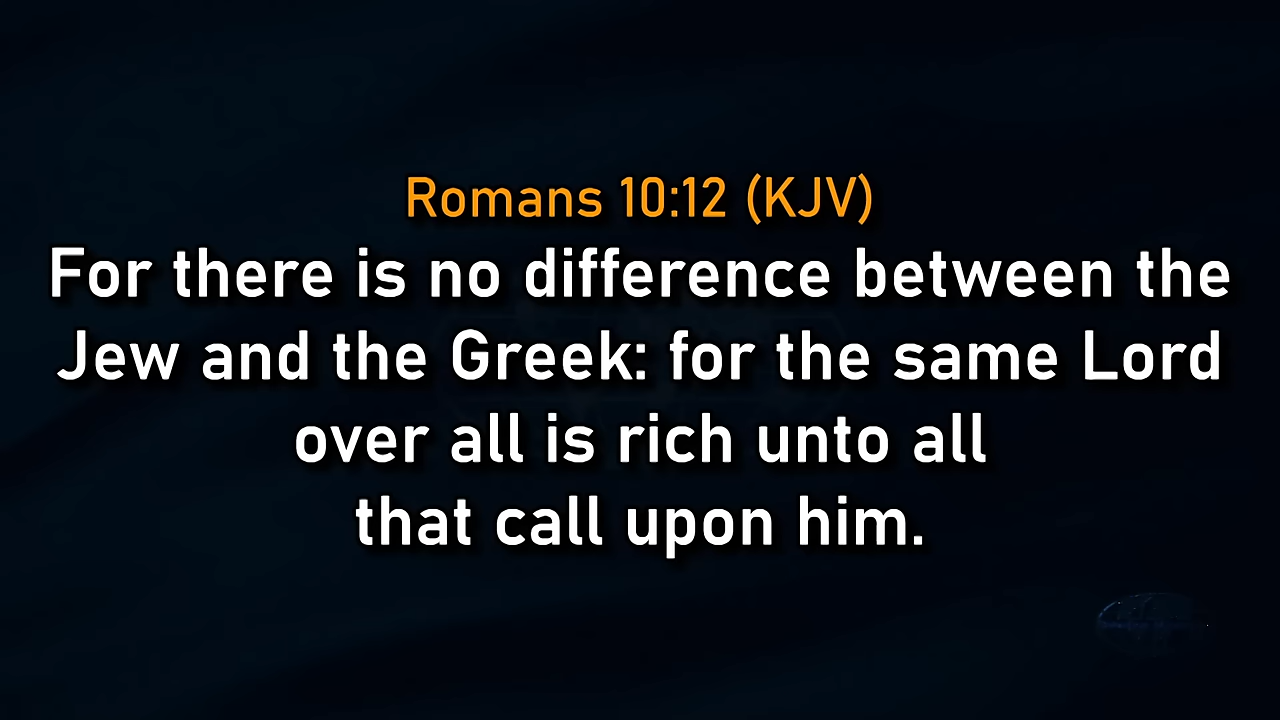 Romans 10:12 (KJV)
For there is no difference between the
Jew and the Greek: for the same Lord
over all is rich unto all
that call upon him.